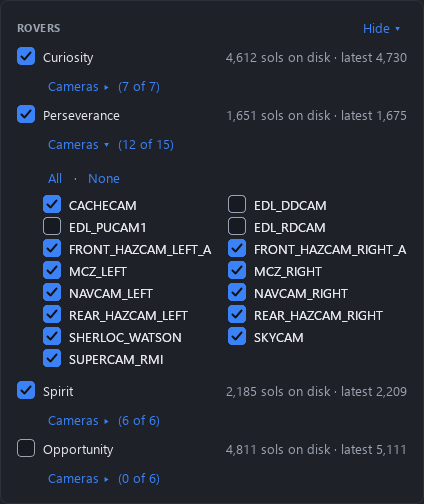 ROVERS Hide ▾
Curiosity 4,612 sols on disk · latest 4,730
Cameras ▸ (7 of 7)
Perseverance 1,651 sols on disk · latest 1,675
Cameras ▾ (12 of 15)
All · None
CACHECAM EDL_DDCAM
EDL_PUCAM1 EDL_RDCAM
FRONT_HAZCAM_LEFT_A FRONT_HAZCAM_RIGHT_A
MCZ_LEFT MCZ_RIGHT
NAVCAM_LEFT NAVCAM_RIGHT
REAR_HAZCAM_LEFT REAR_HAZCAM_RIGHT
SHERLOC_WATSON SKYCAM
SUPERCAM_RMI
Spirit 2,185 sols on disk · latest 2,209
Cameras ▸ (6 of 6)
Opportunity 4,811 sols on disk · latest 5,111
Cameras ▸ (0 of 6)